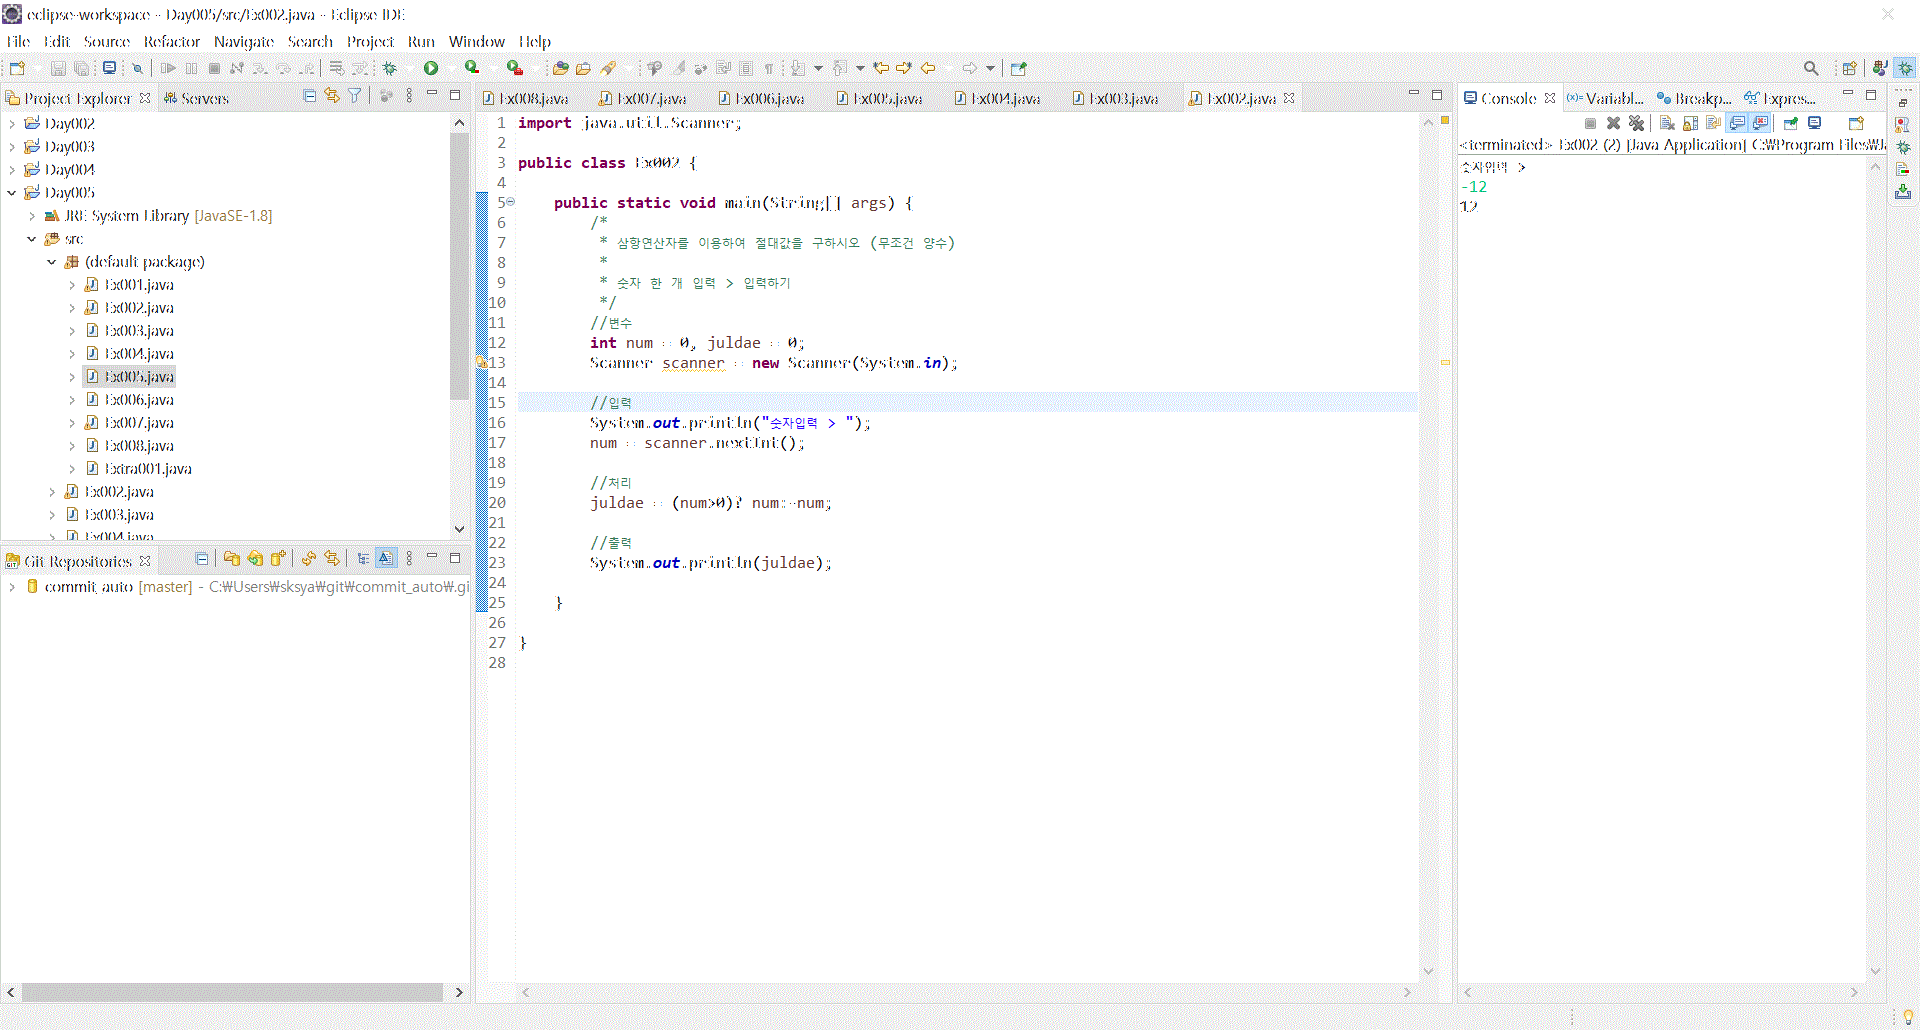 eclipse-workspace - Day005/src/Ex002.java - Eclipse IDE
File Edit Source Refactor Navigate Search Project Run Window Help
Project Explorer Servers
Day002
Day003
Day004
Day005
JRE System Library [JavaSE-1.8]
src
(default package)
Ex001.java
Ex002.java
Ex003.java
Ex004.java
Ex005.java
Ex006.java
Ex007.java
Ex008.java
Extra001.java
Ex002.java
Ex003.java
Ex004.java
Git Repositories
commit_auto [master] - C:₩Users₩sksya₩git₩commit_auto₩.gi
Ex008.java Ex007.java Ex006.java Ex005.java Ex004.java Ex003.java Ex002.java
1 import java.util.Scanner;
2
3 public class Ex002 {
4
5 public static void main(String[] args) {
6 /*
7 * 삼항연산자를 이용하여 절대값을 구하시오 (무조건 양수)
8 *
9 * 숫자 한 개 입력 > 입력하기
10 */
11 //변수
12 int num = 0, juldae = 0;
13 Scanner scanner = new Scanner(System.in);
14
15 //입력
16 System.out.println("숫자입력 > ");
17 num = scanner.nextInt();
18
19 //처리
20 juldae = (num>0)? num:-num;
21
22 //출력
23 System.out.println(juldae);
24
25 }
26
27 }
28
Console (x)= Variabl... Breakp... Expres...
<terminated> Ex002 (2) [Java Application] C:₩Program Files₩Ja
숫자입력 >
-12
12